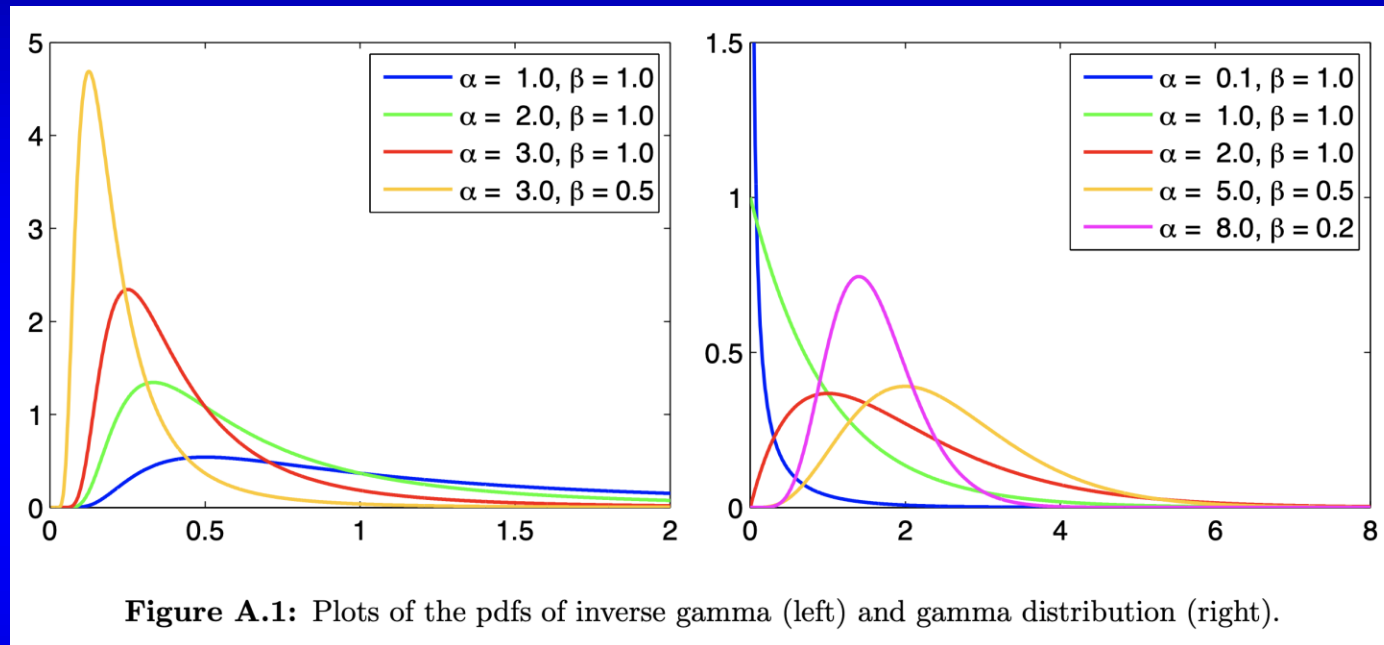 5
4
3
2
1
0
0 0.5 1 1.5 2
α = 1.0, β = 1.0
α = 2.0, β = 1.0
α = 3.0, β = 1.0
α = 3.0, β = 0.5
1.5
1
0.5
0
0 2 4 6 8
α = 0.1, β = 1.0
α = 1.0, β = 1.0
α = 2.0, β = 1.0
α = 5.0, β = 0.5
α = 8.0, β = 0.2
Figure A.1: Plots of the pdfs of inverse gamma (left) and gamma distribution (right).